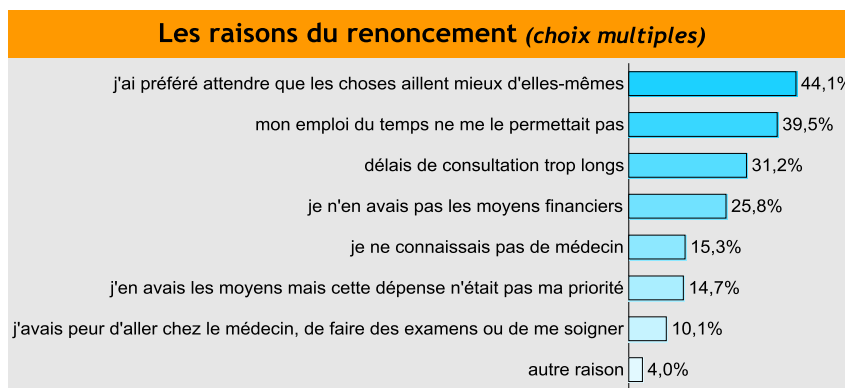 Les raisons du renoncement (choix multiples)
j'ai préféré attendre que les choses aillent mieux d'elles-mêmes 44,1%
mon emploi du temps ne me le permettait pas 39,5%
délais de consultation trop longs 31,2%
je n'en avais pas les moyens financiers 25,8%
je ne connaissais pas de médecin 15,3%
j'en avais les moyens mais cette dépense n'était pas ma priorité 14,7%
j'avais peur d'aller chez le médecin, de faire des examens ou de me soigner 10,1%
autre raison 4,0%